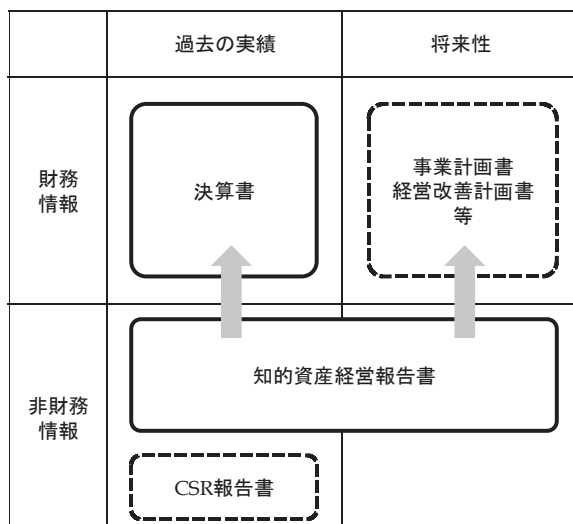 過去の実績
将来性
財務
情報
決算書
事業計画書
経営改善計画書
等
非財務
情報
知的資産経営報告書
CSR報告書